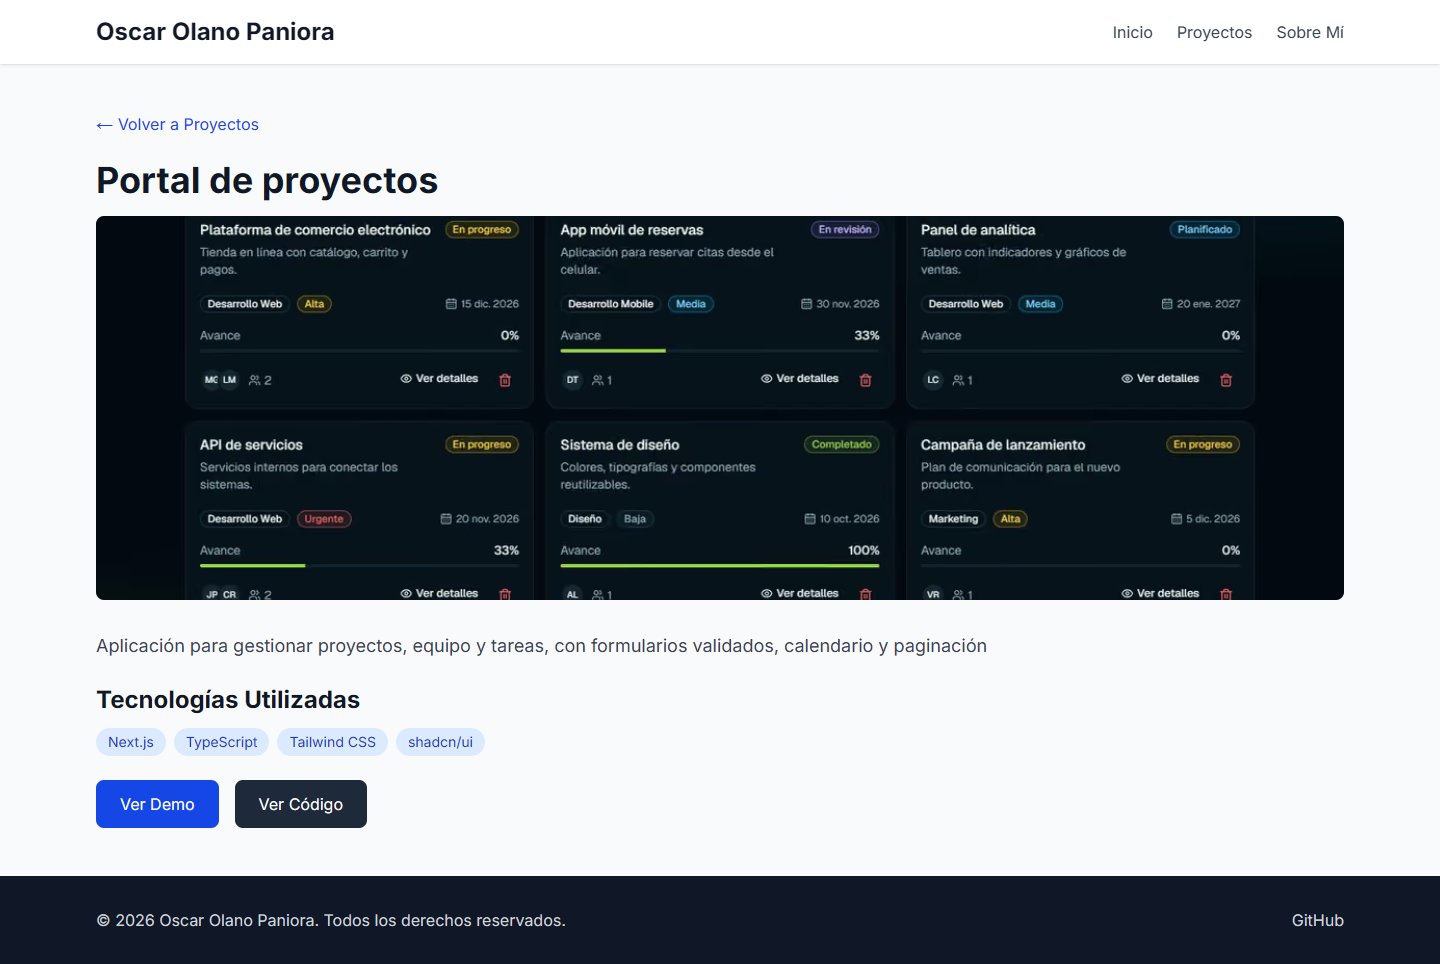 Oscar Olano Paniora
Inicio Proyectos Sobre Mí
← Volver a Proyectos
Portal de proyectos
Plataforma de comercio electrónico En progreso
Tienda en línea con catálogo, carrito y
pagos.
Desarrollo Web Alta 15 dic. 2026
Avance 0%
MG LM 2 Ver detalles
App móvil de reservas En revisión
Aplicación para reservar citas desde el
celular.
Desarrollo Mobile Media 30 nov. 2026
Avance 33%
DT 1 Ver detalles
Panel de analítica Planificado
Tablero con indicadores y gráficos de
ventas.
Desarrollo Web Media 20 ene. 2027
Avance 0%
LC 1 Ver detalles
API de servicios En progreso
Servicios internos para conectar los
sistemas.
Desarrollo Web Urgente 20 nov. 2026
Avance 33%
JP CR 2 Ver detalles
Sistema de diseño Completado
Colores, tipografías y componentes
reutilizables.
Diseño Baja 10 oct. 2026
Avance 100%
AL 1 Ver detalles
Campaña de lanzamiento En progreso
Plan de comunicación para el nuevo
producto.
Marketing Alta 5 dic. 2026
Avance 0%
VR 1 Ver detalles
Aplicación para gestionar proyectos, equipo y tareas, con formularios validados, calendario y paginación
Tecnologías Utilizadas
Next.js TypeScript Tailwind CSS shadcn/ui
Ver Demo Ver Código
© 2026 Oscar Olano Paniora. Todos los derechos reservados. GitHub